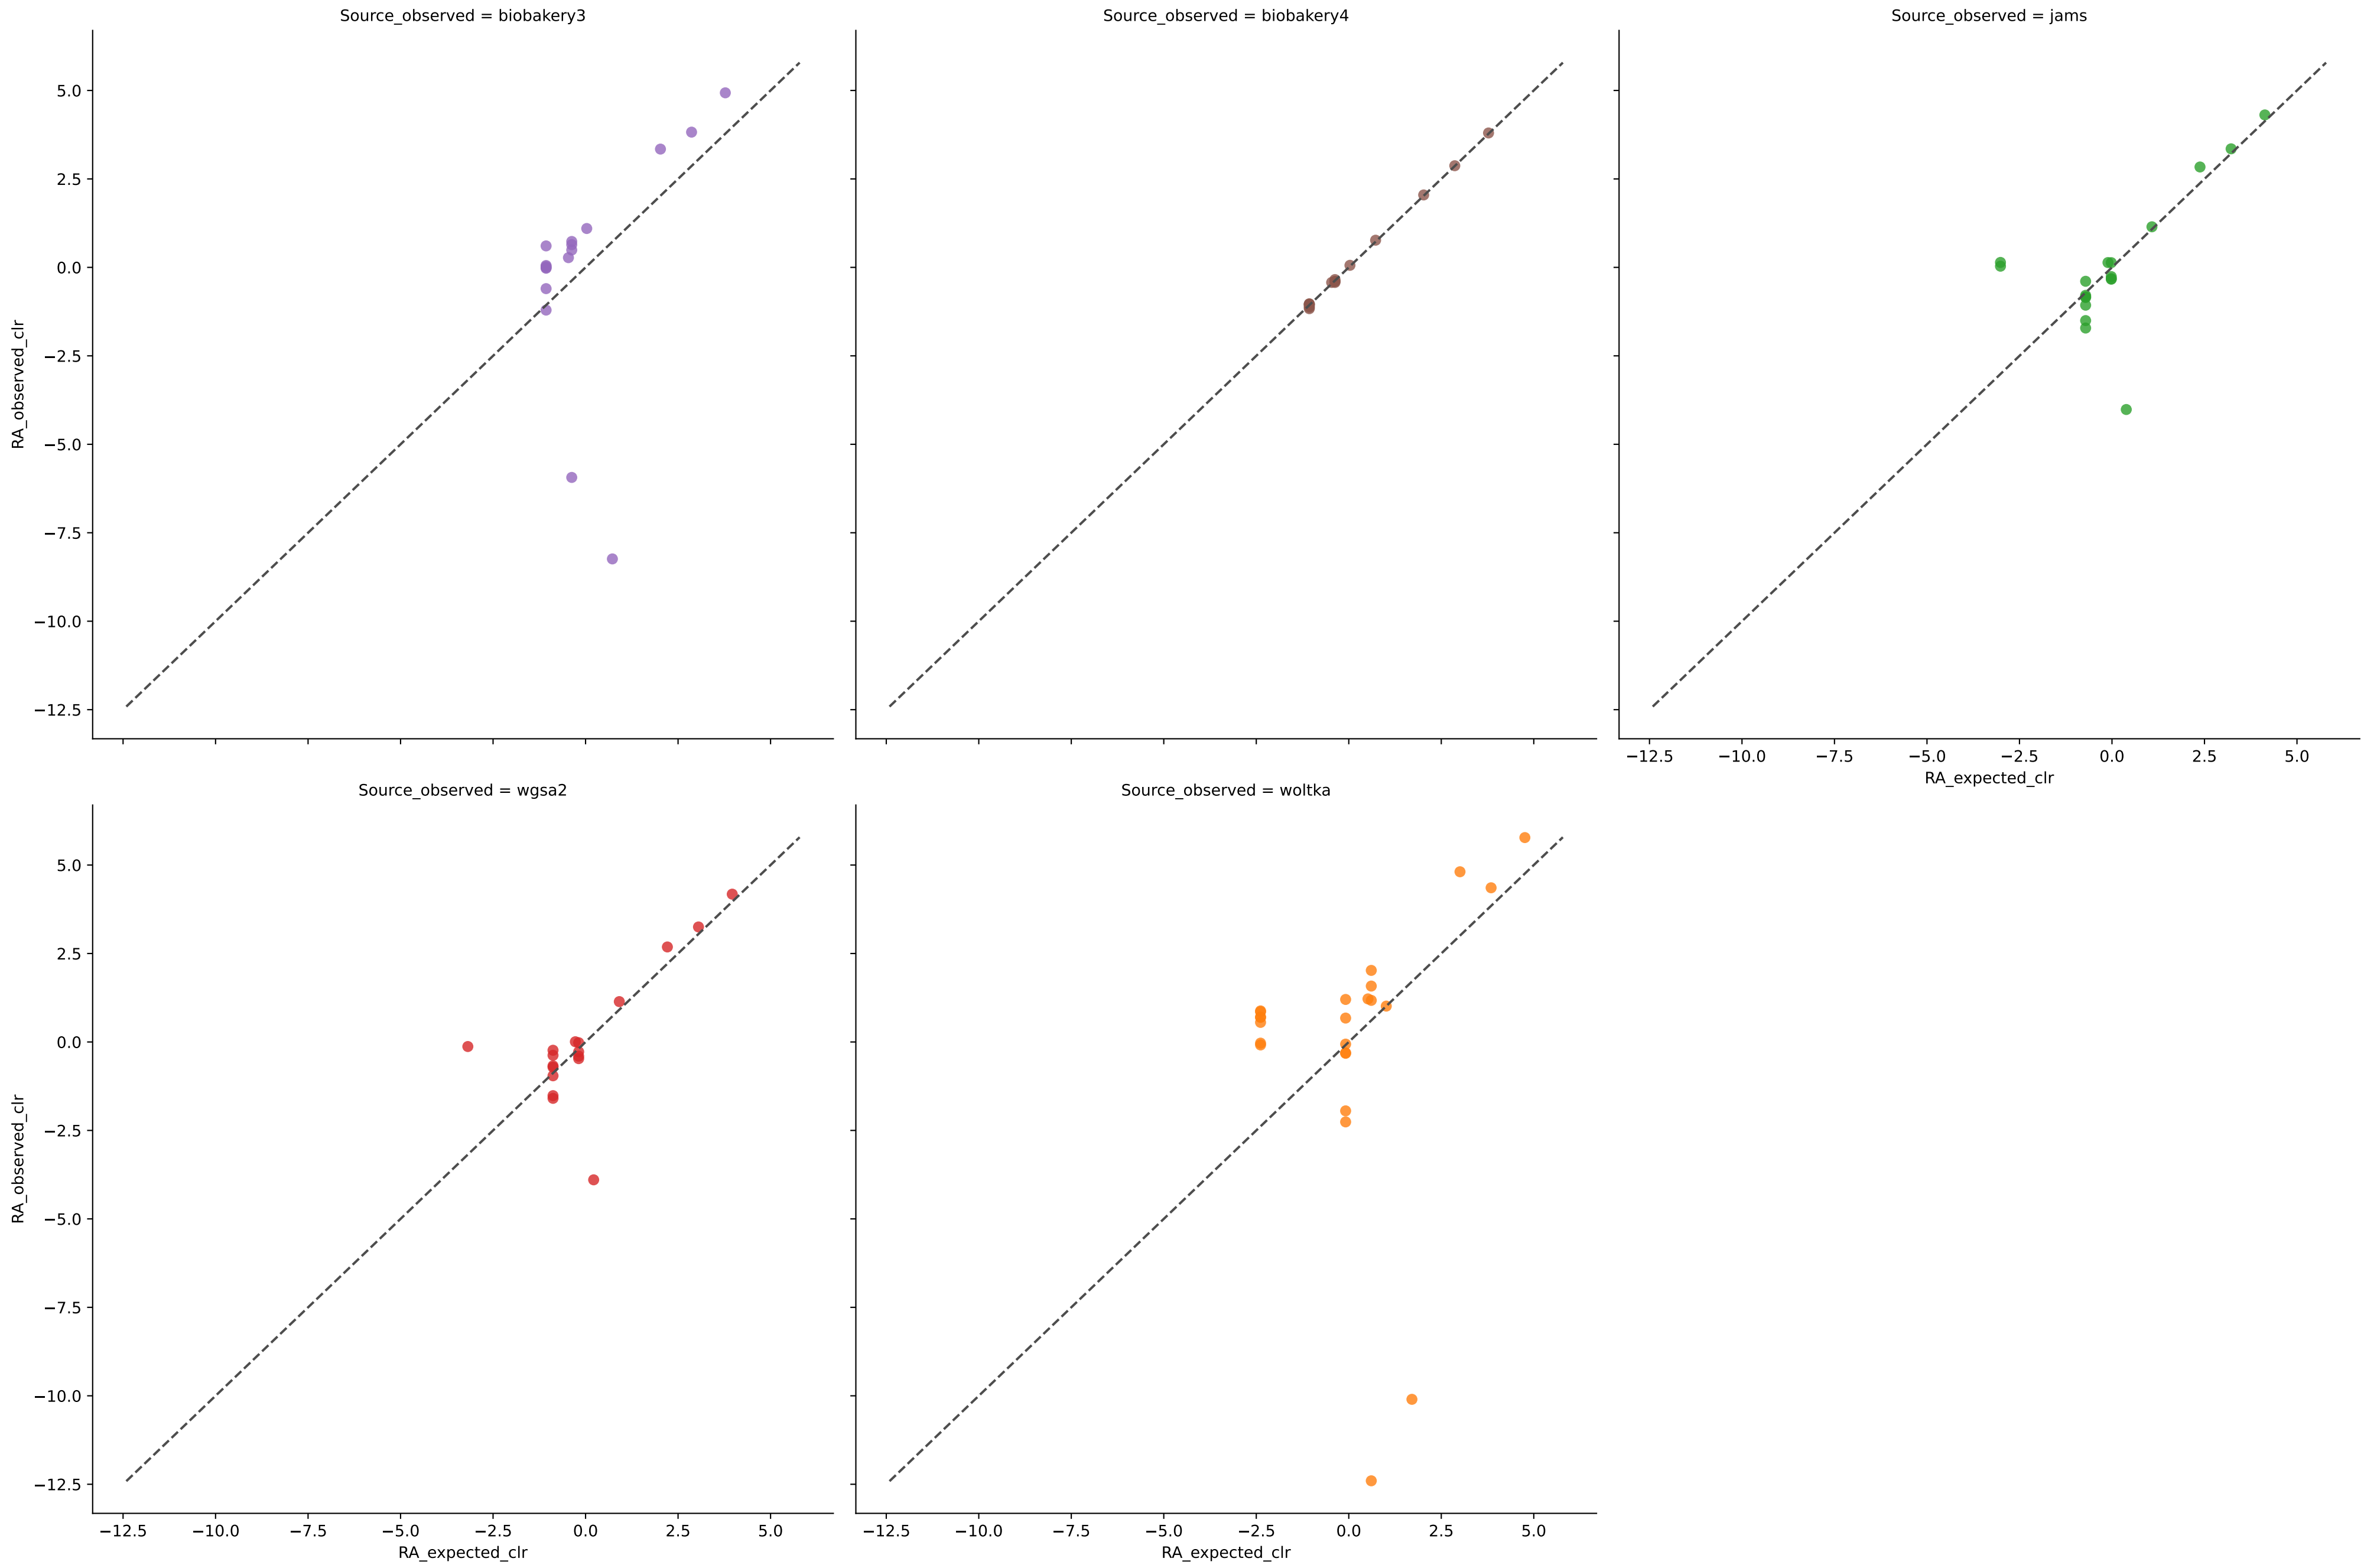 Source_observed = biobakery3
Source_observed = biobakery4
Source_observed = jams
RA_observed_clr
5.0
2.5
0.0
−2.5
−5.0
−7.5
−10.0
−12.5
−12.5 −10.0 −7.5 −5.0 −2.5 0.0 2.5 5.0
RA_expected_clr
Source_observed = wgsa2
Source_observed = woltka
RA_observed_clr
5.0
2.5
0.0
−2.5
−5.0
−7.5
−10.0
−12.5
−12.5 −10.0 −7.5 −5.0 −2.5 0.0 2.5 5.0
RA_expected_clr
−12.5 −10.0 −7.5 −5.0 −2.5 0.0 2.5 5.0
RA_expected_clr